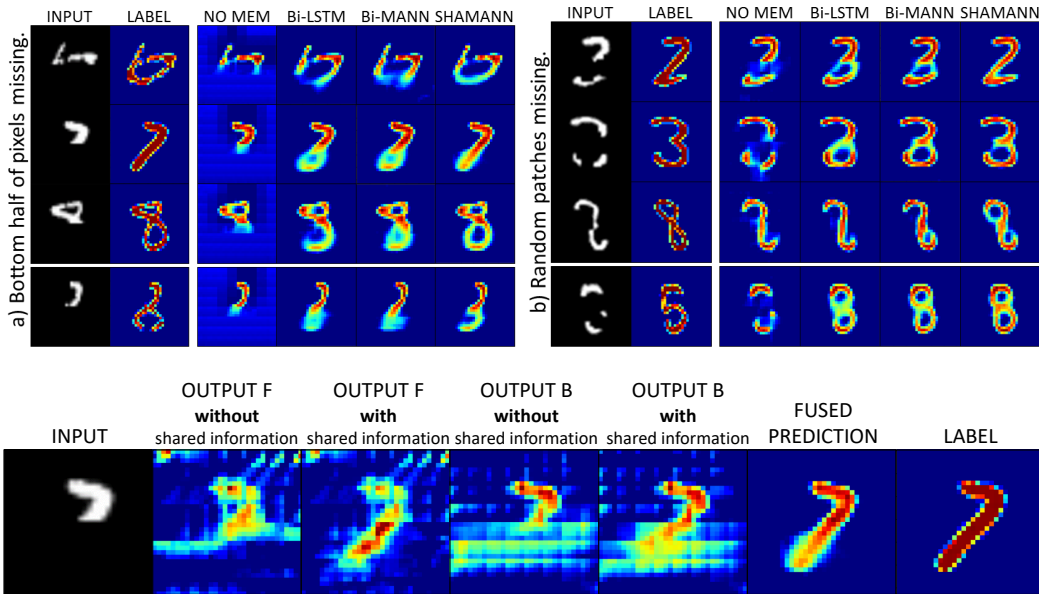 INPUT LABEL NO MEM Bi-LSTM Bi-MANN SHAMANN
a) Bottom half of pixels missing.
INPUT LABEL NO MEM Bi-LSTM Bi-MANN SHAMANN
b) Random patches missing.
INPUT
OUTPUT F
without
shared information
OUTPUT F
with
shared information
OUTPUT B
without
shared information
OUTPUT B
with
shared information
FUSED
PREDICTION
LABEL